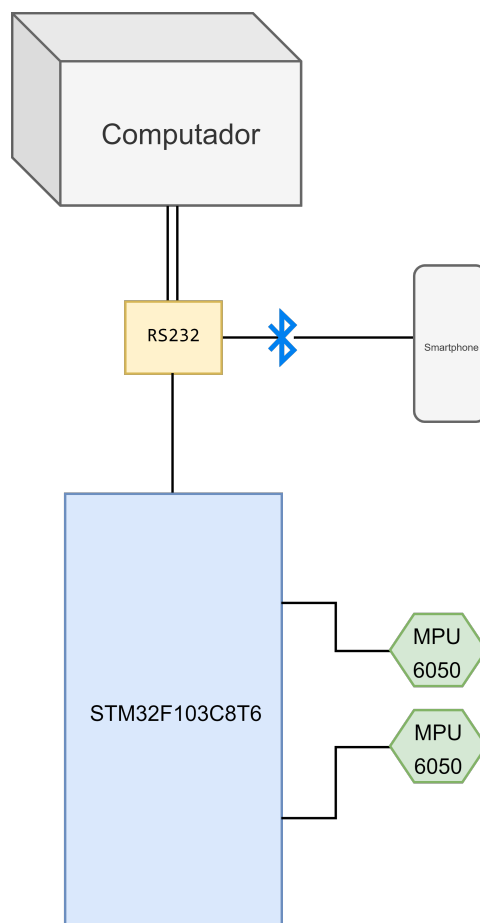 Computador
RS232
Smartphone
MPU
6050
STM32F103C8T6
MPU
6050